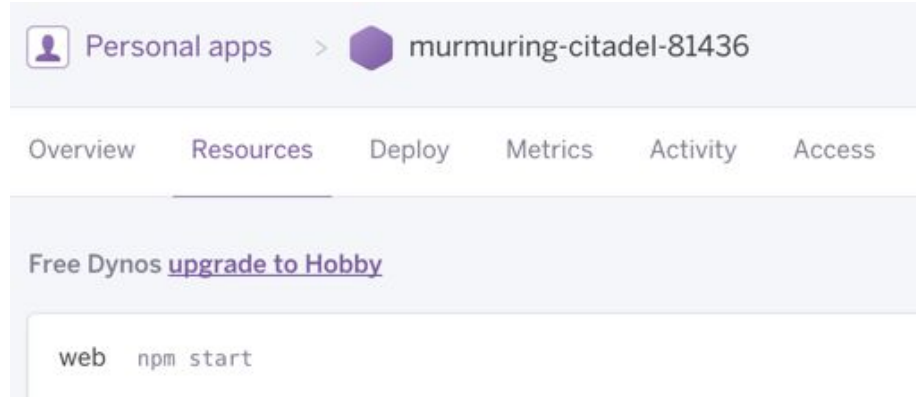 Personal apps > murmuring-citadel-81436
Overview Resources Deploy Metrics Activity Access
Free Dynos upgrade to Hobby
web npm start